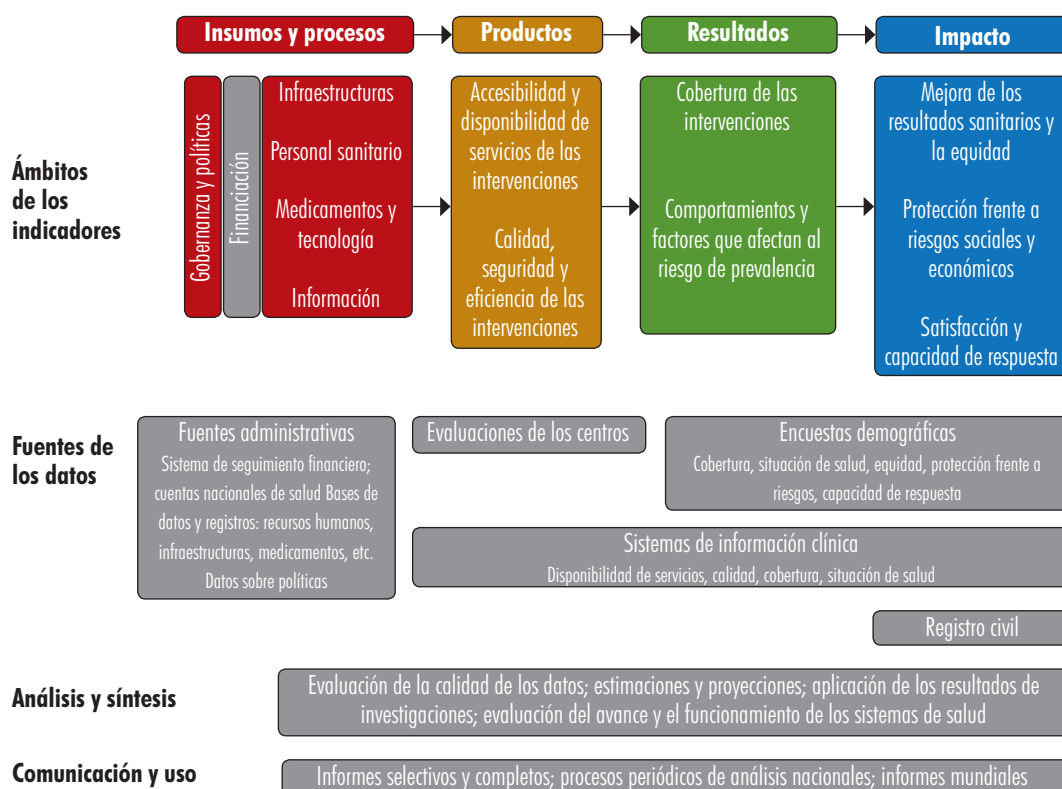 Insumos y procesos
Productos
Resultados
Impacto
Ámbitos
de los
indicadores
Gobernanza y políticas
Financiación
Infraestructuras
Personal sanitario
Medicamentos y
tecnología
Información
Accesibilidad y
disponibilidad de
servicios de las
intervenciones
Calidad,
seguridad y
eficiencia de las
intervenciones
Cobertura de las
intervenciones
Comportamientos y
factores que afectan al
riesgo de prevalencia
Mejora de los
resultados sanitarios y
la equidad
Protección frente a
riesgos sociales y
económicos
Satisfacción y
capacidad de respuesta
Fuentes de
los datos
Fuentes administrativas
Sistema de seguimiento financiero;
cuentas nacionales de salud Bases de
datos y registros: recursos humanos,
infraestructuras, medicamentos, etc.
Datos sobre políticas
Evaluaciones de los centros
Encuestas demográficas
Cobertura, situación de salud, equidad, protección frente a
riesgos, capacidad de respuesta
Sistemas de información clínica
Disponibilidad de servicios, calidad, cobertura, situación de salud
Registro civil
Análisis y síntesis
Evaluación de la calidad de los datos; estimaciones y proyecciones; aplicación de los resultados de
investigaciones; evaluación del avance y el funcionamiento de los sistemas de salud
Comunicación y uso
Informes selectivos y completos; procesos periódicos de análisis nacionales; informes mundiales